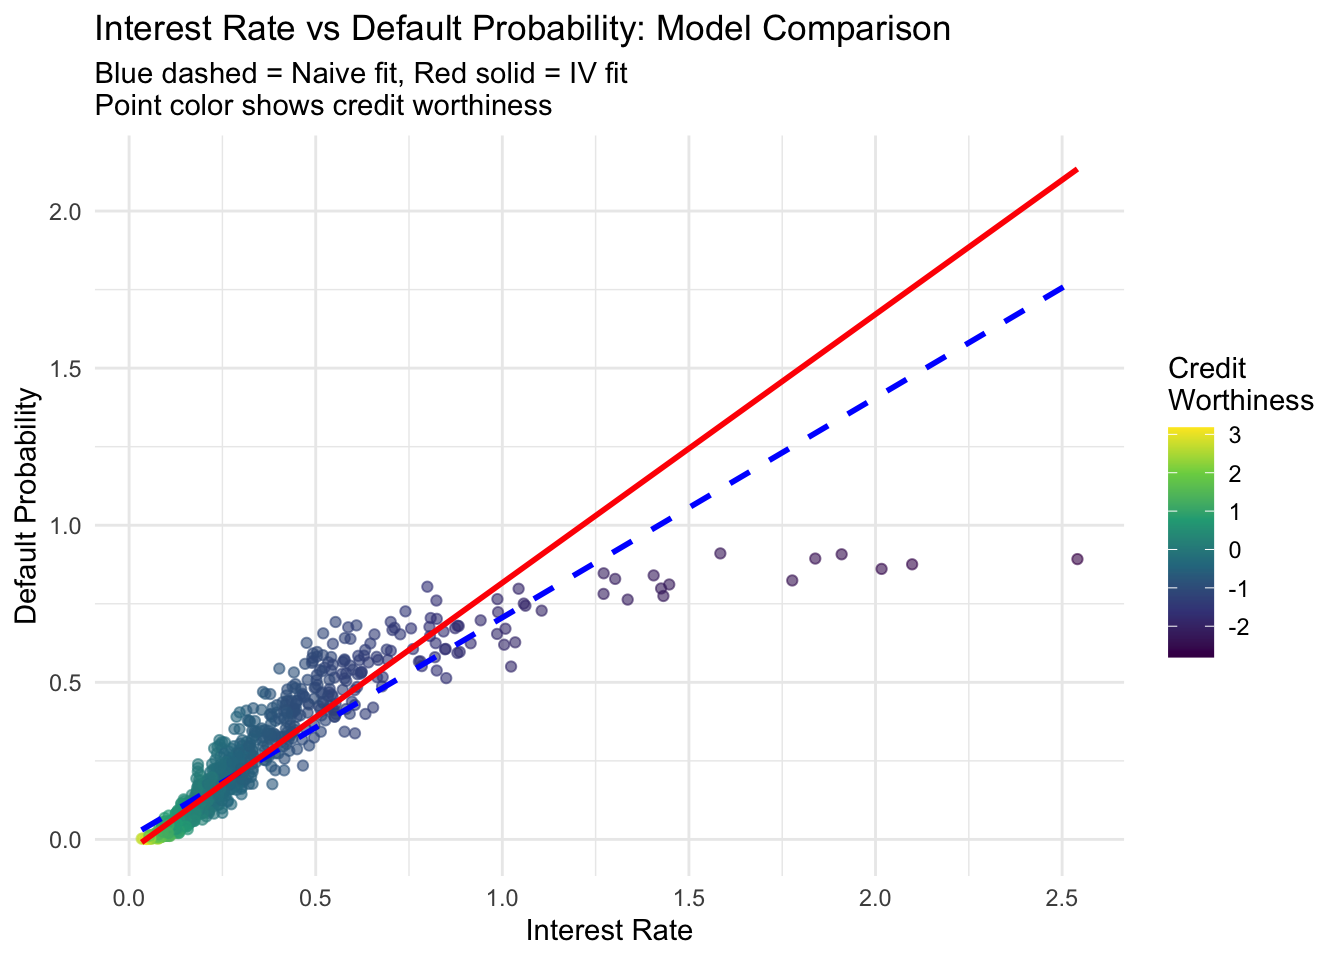 Interest Rate vs Default Probability: Model Comparison
Blue dashed = Naive fit, Red solid = IV fit
Point color shows credit worthiness
Default Probability
2.0
1.5
1.0
0.5
0.0
0.0 0.5 1.0 1.5 2.0 2.5
Interest Rate
Credit
Worthiness
3
2
1
0
-1
-2